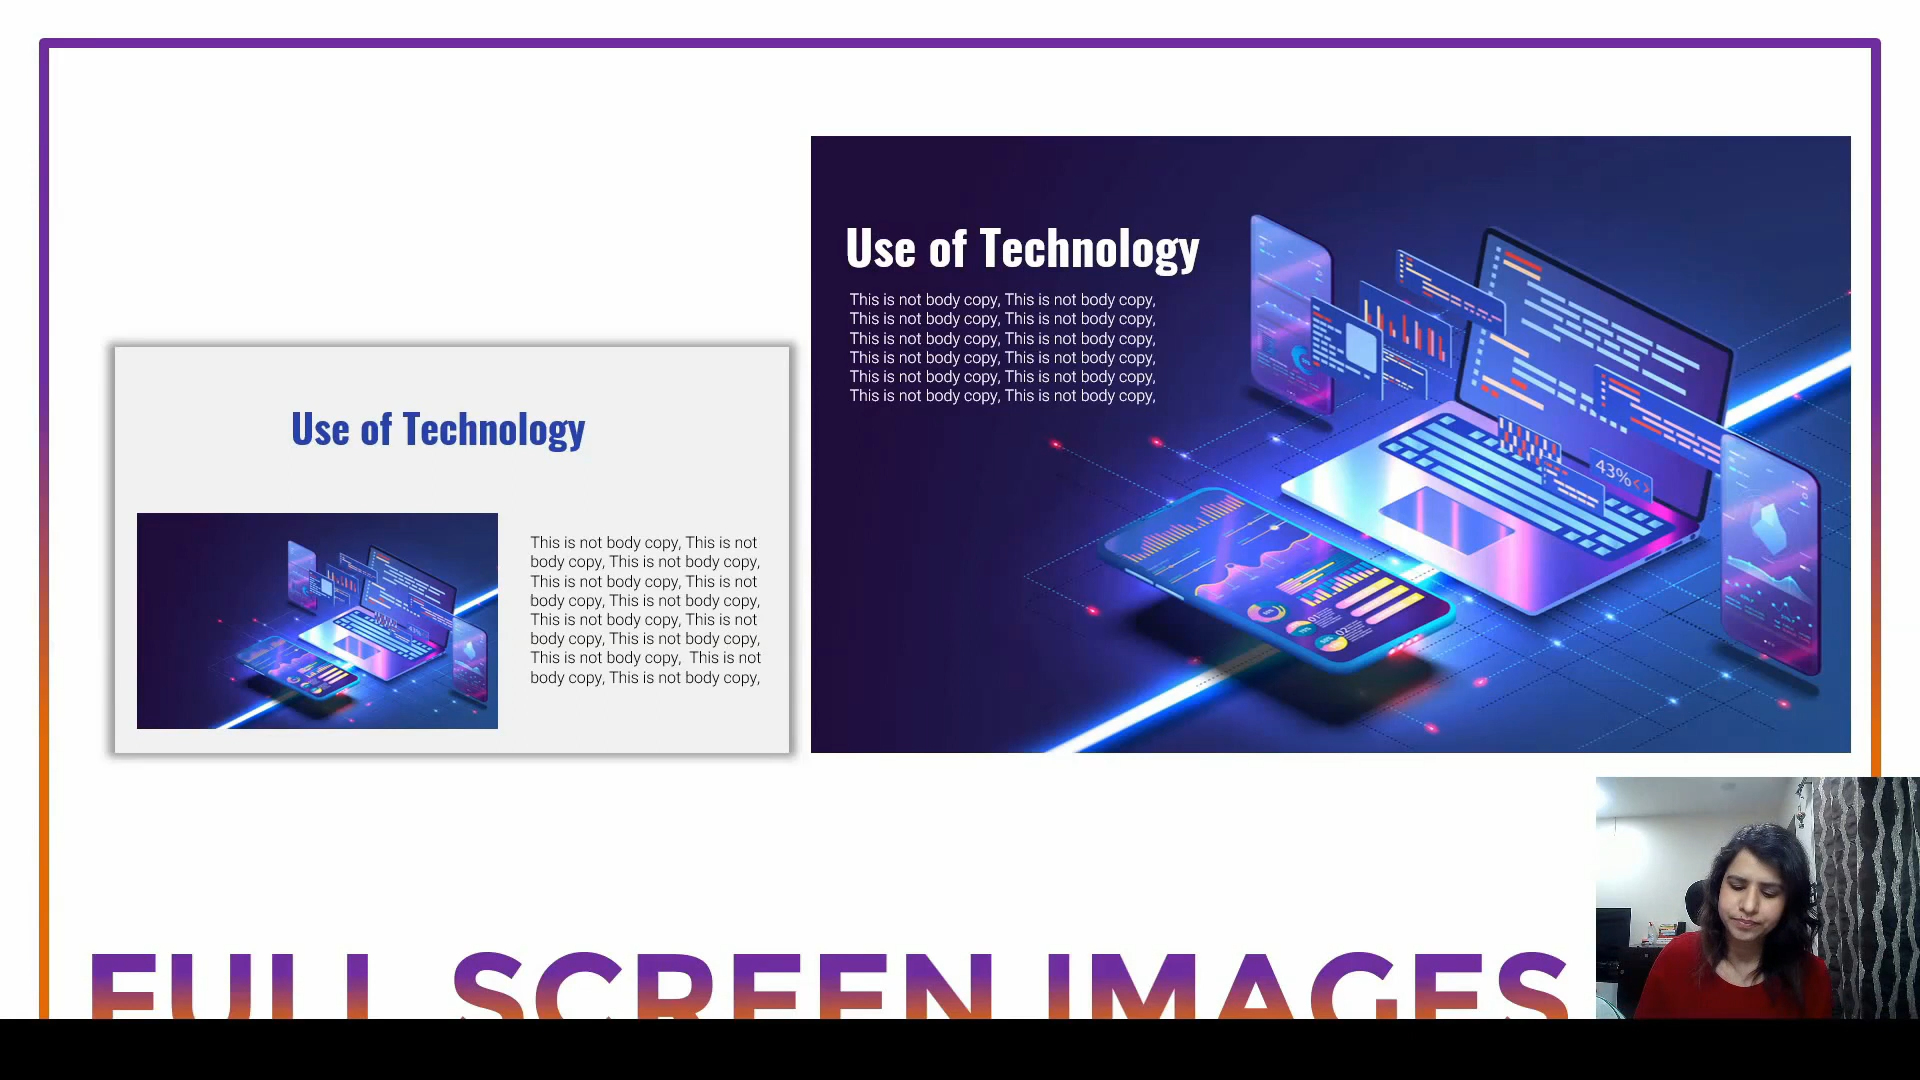 Use of Technology
This is not body copy, This is not
body copy, This is not body copy,
This is not body copy, This is not
body copy, This is not body copy,
This is not body copy, This is not
body copy, This is not body copy,
This is not body copy,  This is not
body copy, This is not body copy,
Use of Technology
This is not body copy, This is not body copy,
This is not body copy, This is not body copy,
This is not body copy, This is not body copy,
This is not body copy, This is not body copy,
This is not body copy, This is not body copy,
This is not body copy, This is not body copy,
43%<>
FULL SCREEN IMAGES